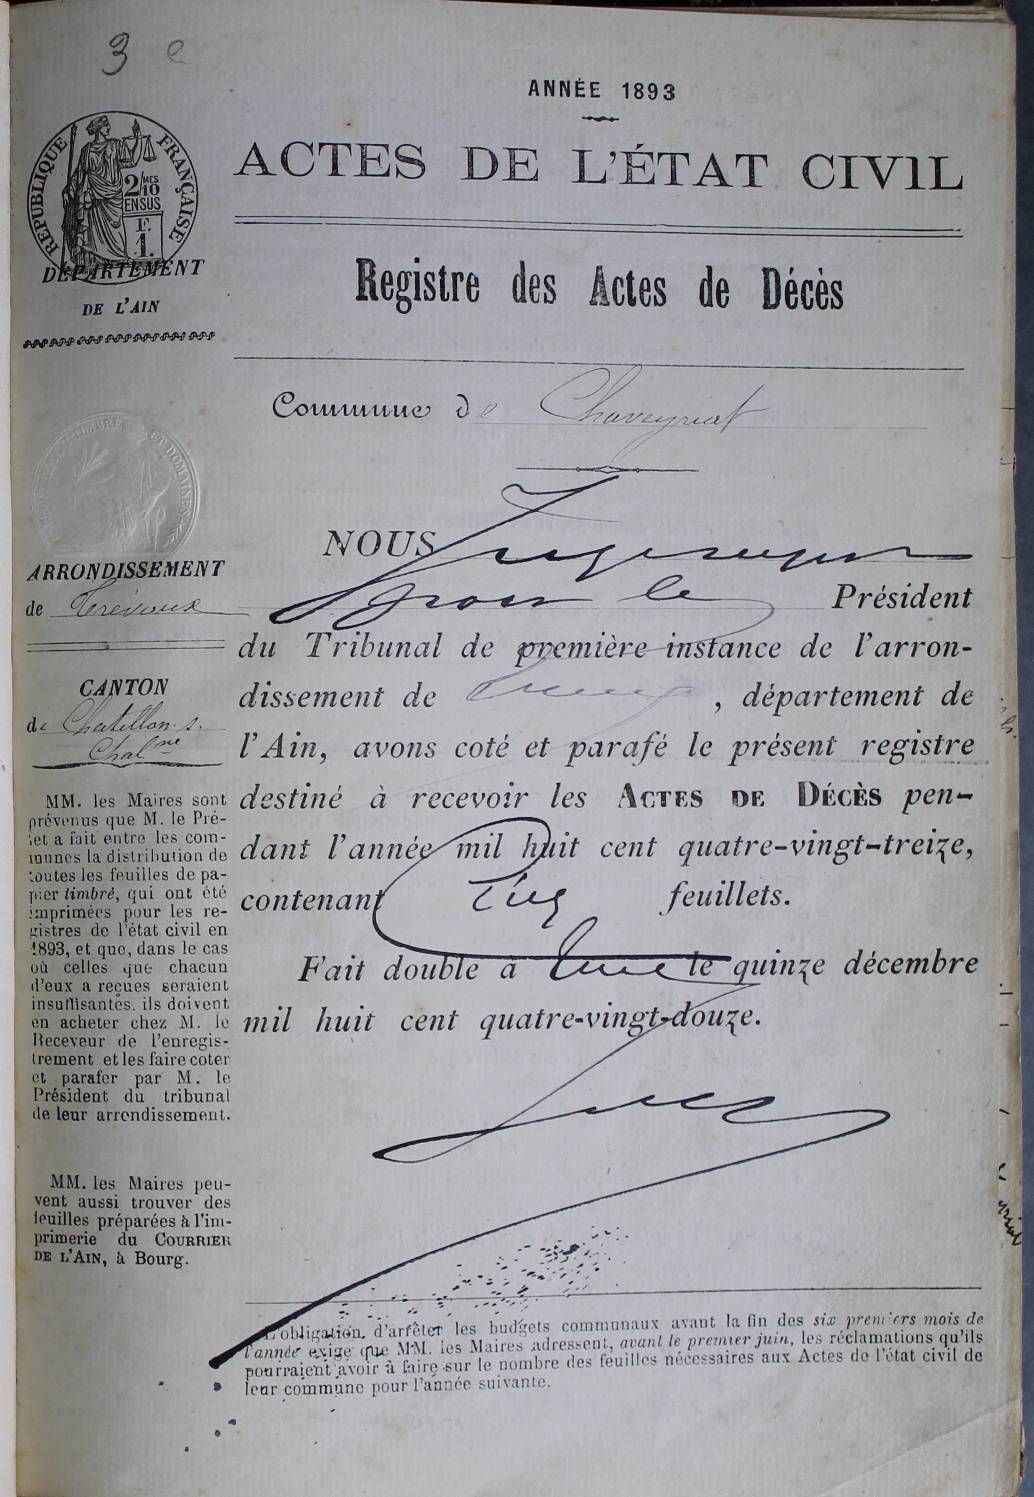 3 e
ANNÉE 1893
ACTES DE L'ÉTAT CIVIL
RÉPUBLIQUE FRANÇAISE
2/MES
10
EN SUS
F.
1.
DÉPARTEMENT
DE L'AIN
Registre des Actes de Décès
Commune de Chaveyriat
ARRONDISSEMENT
de Trévoux
CANTON
de Chatillon-s.
Chalne
MM. les Maires sont
prévenus que M. le Pré-
fet a fait entre les com-
munes la distribution de
toutes les feuilles de pa-
pier timbré, qui ont été
imprimées pour les re-
gistres de l'état civil en
1893, et que, dans le cas
où celles que chacun
d'eux a reçues seraient
insuffisantes, ils doivent
en acheter chez M. le
Receveur de l'enregis-
trement et les faire coter
et parafer par M. le
Président du tribunal
de leur arrondissement.
MM. les Maires peu-
vent aussi trouver des
feuilles préparées à l'im-
primerie du COURRIER
DE L'AIN, à Bourg.
NOUS
pour le Président
du Tribunal de première instance de l'arron-
dissement de , département de
l'Ain, avons coté et parafé le présent registre
destiné à recevoir les ACTES DE DÉCÈS pen-
dant l'année mil huit cent quatre-vingt-treize,
contenant feuillets.
Fait double à le quinze décembre
mil huit cent quatre-vingt-douze.
L'obligation d'arrêter les budgets communaux avant la fin des six premiers mois de
l'année exige que MM. les Maires adressent, avant le premier juin, les réclamations qu'ils
pourraient avoir à faire sur le nombre des feuilles nécessaires aux Actes de l'état civil de
leur commune pour l'année suivante.